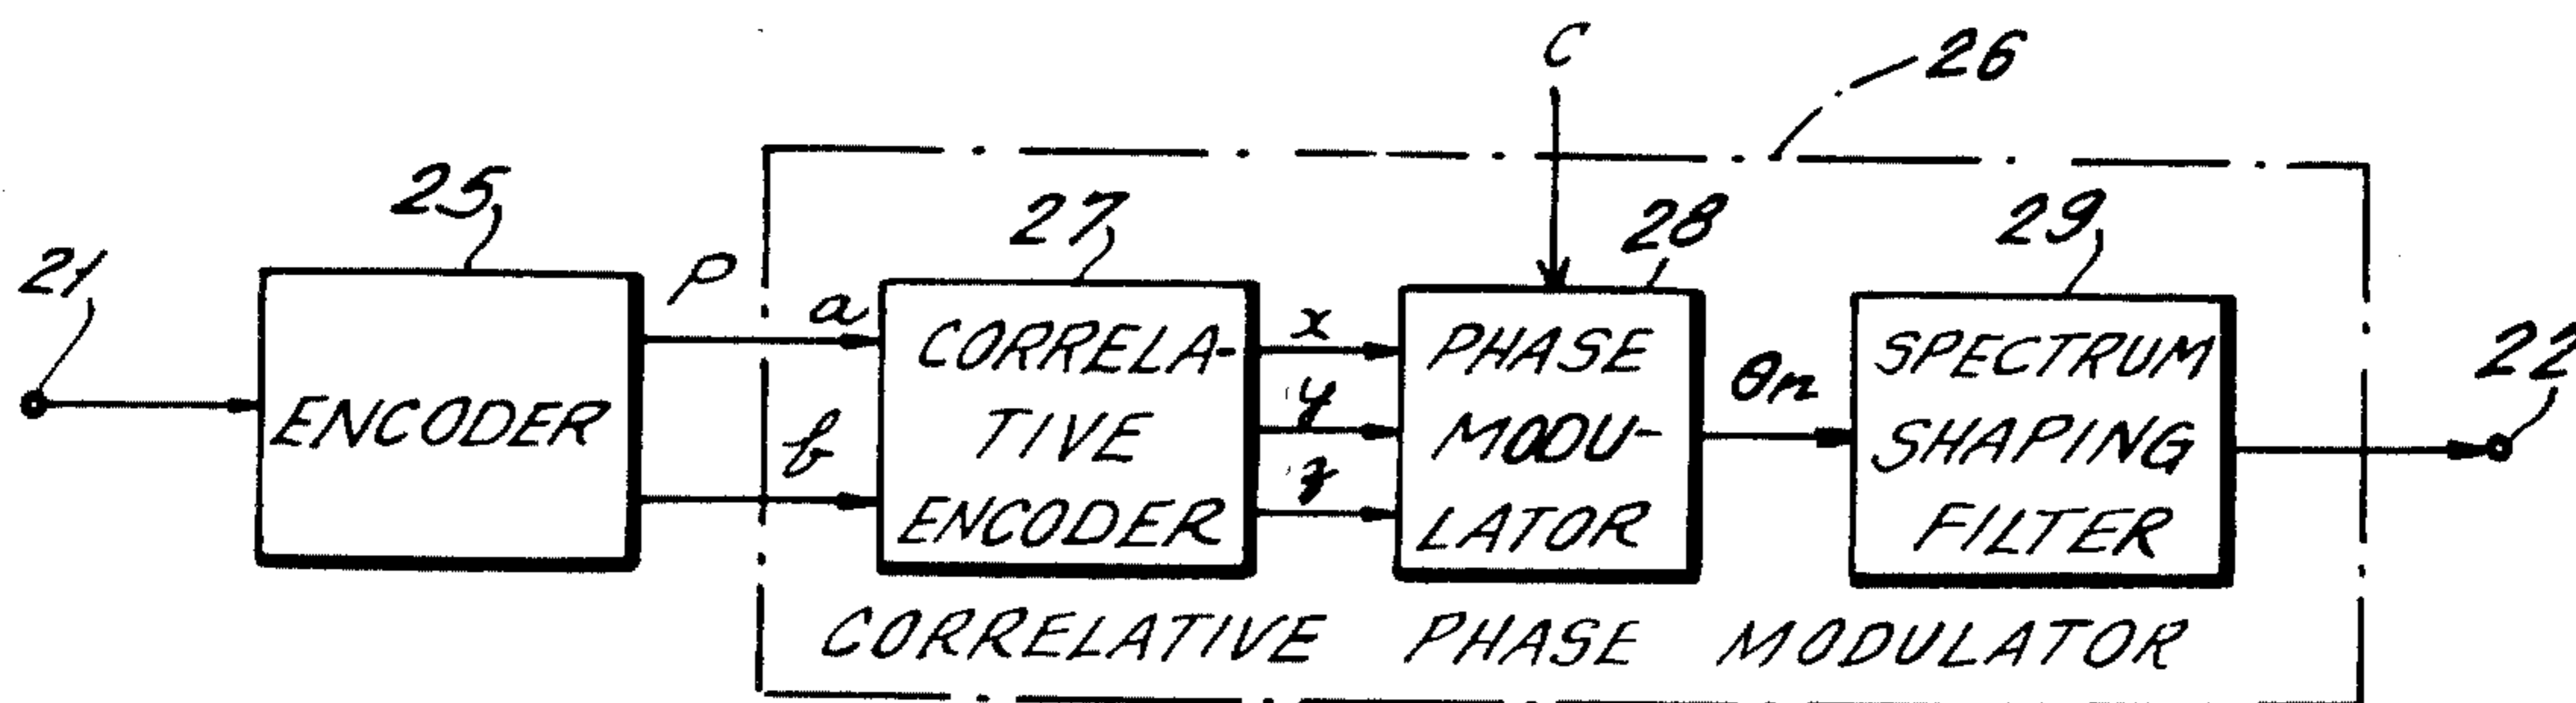 C
26
25
27
28
29
21
P
a
x
CORRELA-
PHASE
SPECTRUM
22
ENCODER
y
θn
TIVE
MODU-
SHAPING
b
z
ENCODER
LATOR
FILTER
CORRELATIVE PHASE MODULATOR